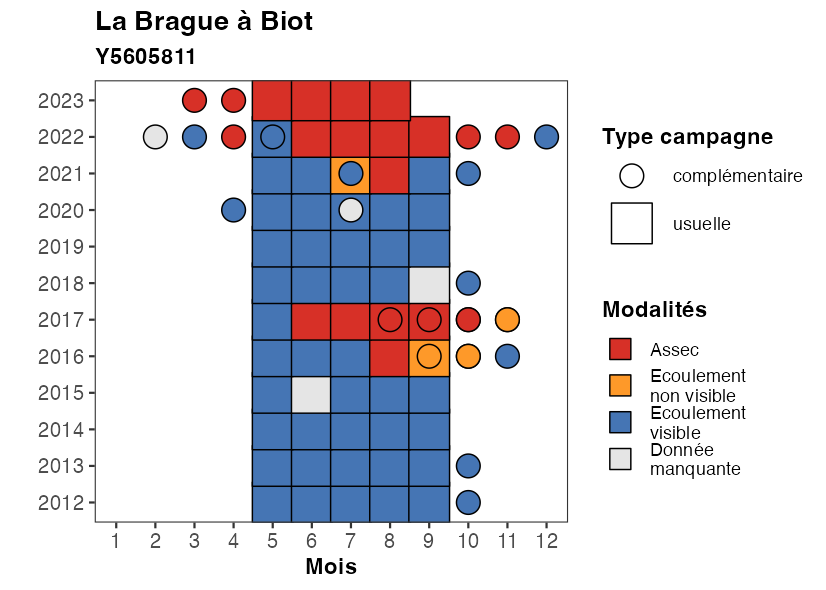 La Brague à Biot
Y5605811
2023
2022
2021
2020
2019
2018
2017
2016
2015
2014
2013
2012
1 2 3 4 5 6 7 8 9 10 11 12
Mois
Type campagne
complémentaire
usuelle
Modalités
Assec
Ecoulement
non visible
Ecoulement
visible
Donnée
manquante